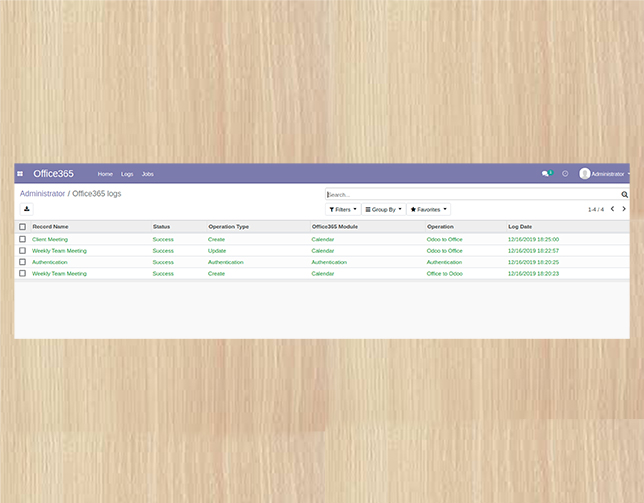 Office365 Home Logs Jobs Administrator
Administrator / Office365 logs
Search...
Filters Group By Favorites 1-4 / 4
Record Name Status Operation Type Office365 Module Operation Log Date
Client Meeting Success Create Calendar Odoo to Office 12/16/2019 18:25:00
Weekly Team Meeting Success Update Calendar Odoo to Office 12/16/2019 18:22:57
Authentication Success Authentication Authentication Authentication 12/16/2019 18:20:25
Weekly Team Meeting Success Create Calendar Office to Odoo 12/16/2019 18:20:23